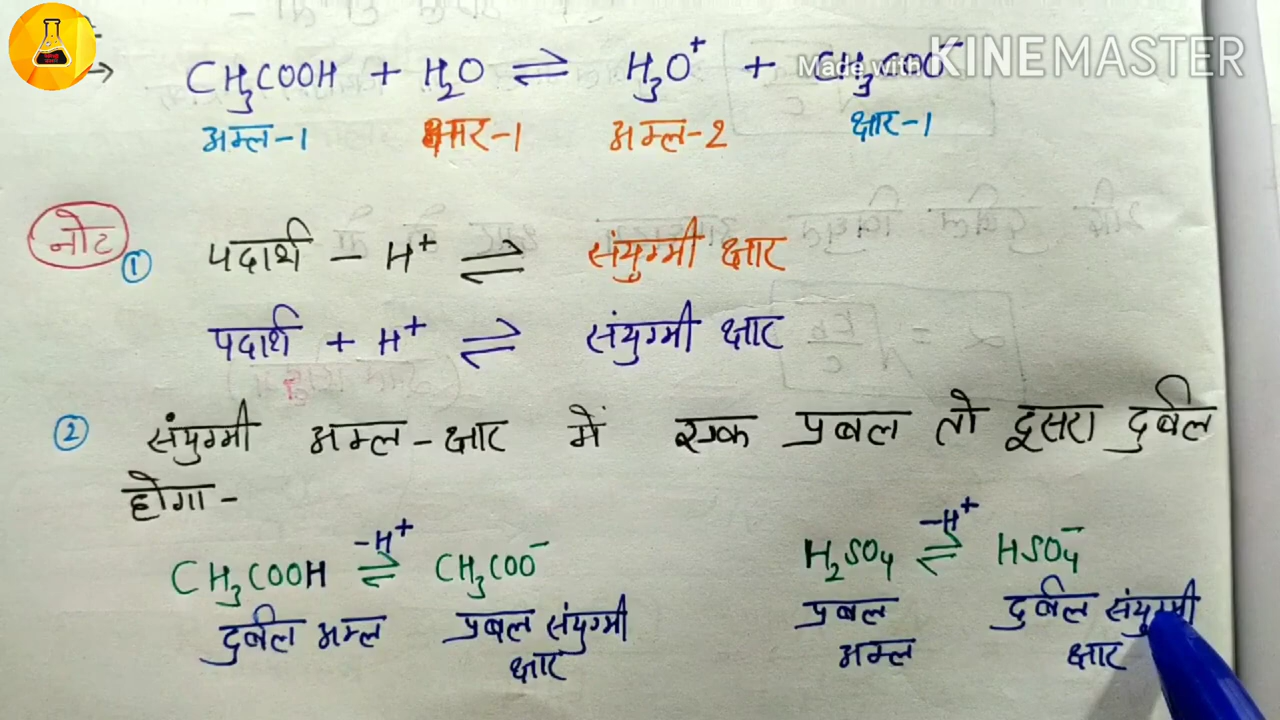 → CH3COOH + H2O ⇌ H3O+ + CH3COO-
Made with KINEMASTER
अम्ल-1 क्षार-1 अम्ल-2 क्षार-1
नोट
① पदार्थ - H+ ⇌ संयुग्मी क्षार
पदार्थ + H+ ⇌ संयुग्मी क्षार
② संयुग्मी अम्ल-क्षार में एक प्रबल तो दूसरा दुर्बल
होगा-
CH3COOH -H+ ⇌ CH3COO- H2SO4 -H+ ⇌ HSO4-
दुर्बल अम्ल प्रबल संयुग्मी प्रबल दुर्बल संयुग्मी
क्षार अम्ल क्षार